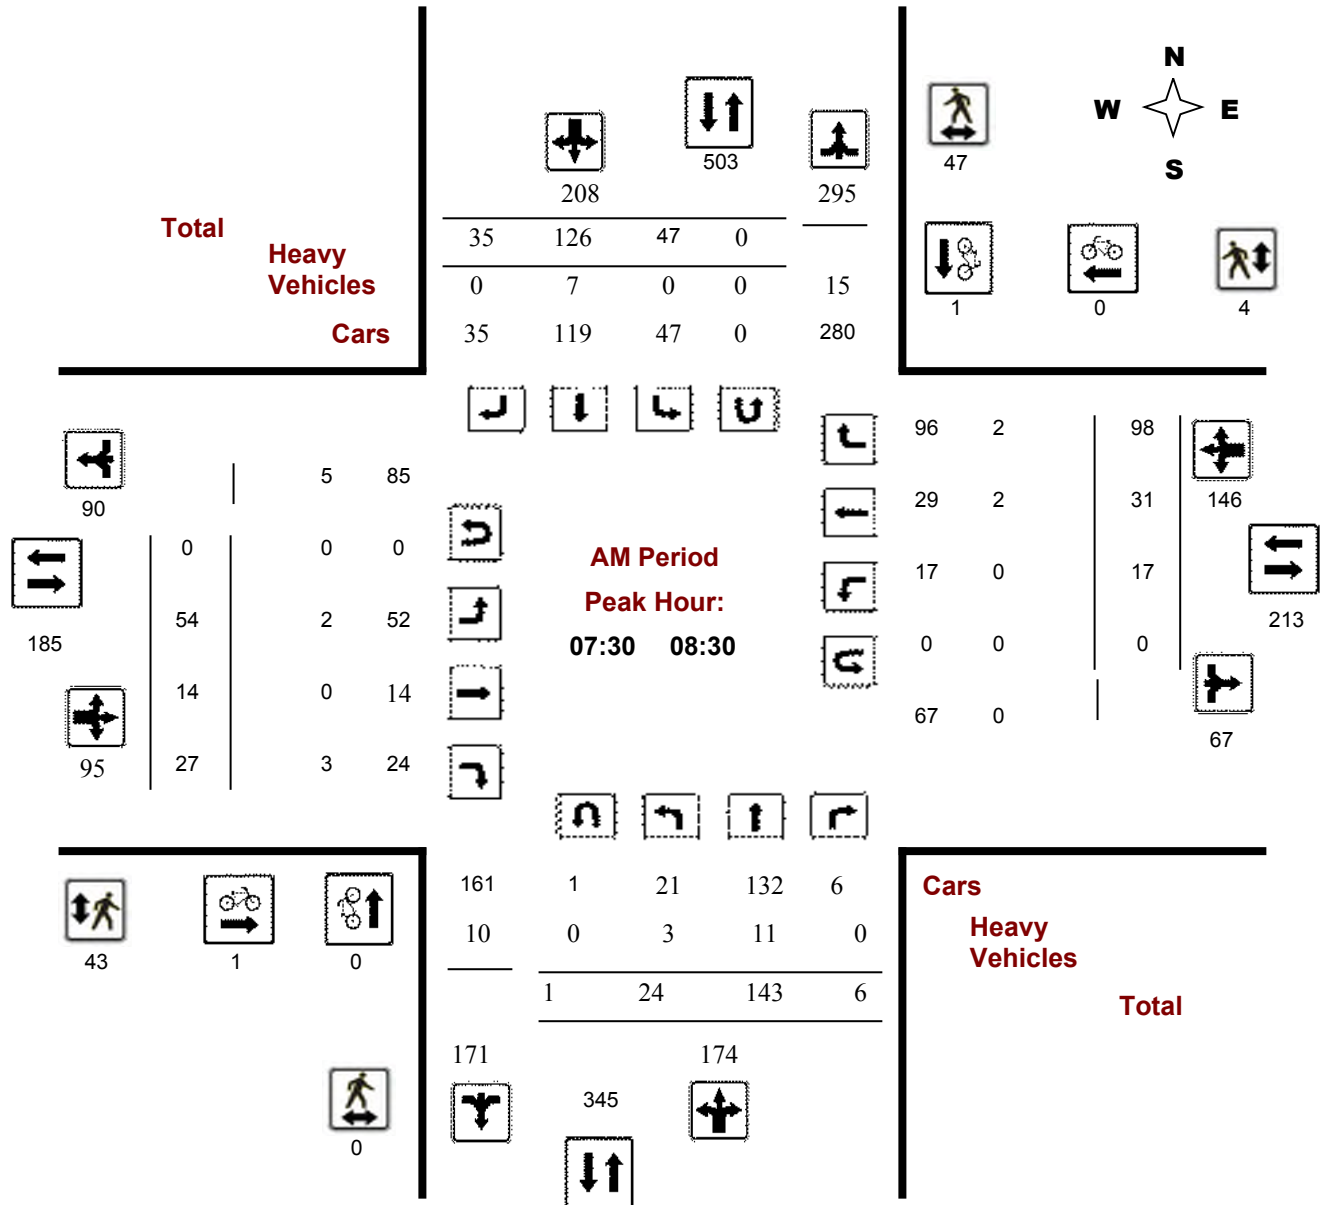 N
W E
S
503
47
208
295
Total
35 126 47 0
Heavy
Vehicles
0 7 0 0 15
1 0 4
Cars
35 119 47 0 280
96 2 98
5 85
90
29 2 31 146
0 0 0
AM Period
17 0 17
Peak Hour:
54 2 52
213
185
07:30 08:30
0 0 0
14 0 14
67 0
67
95
27 3 24
161 1 21 132 6
Cars
10 0 3 11 0
Heavy
Vehicles
43 1 0
1 24 143 6
Total
171 174
345
0